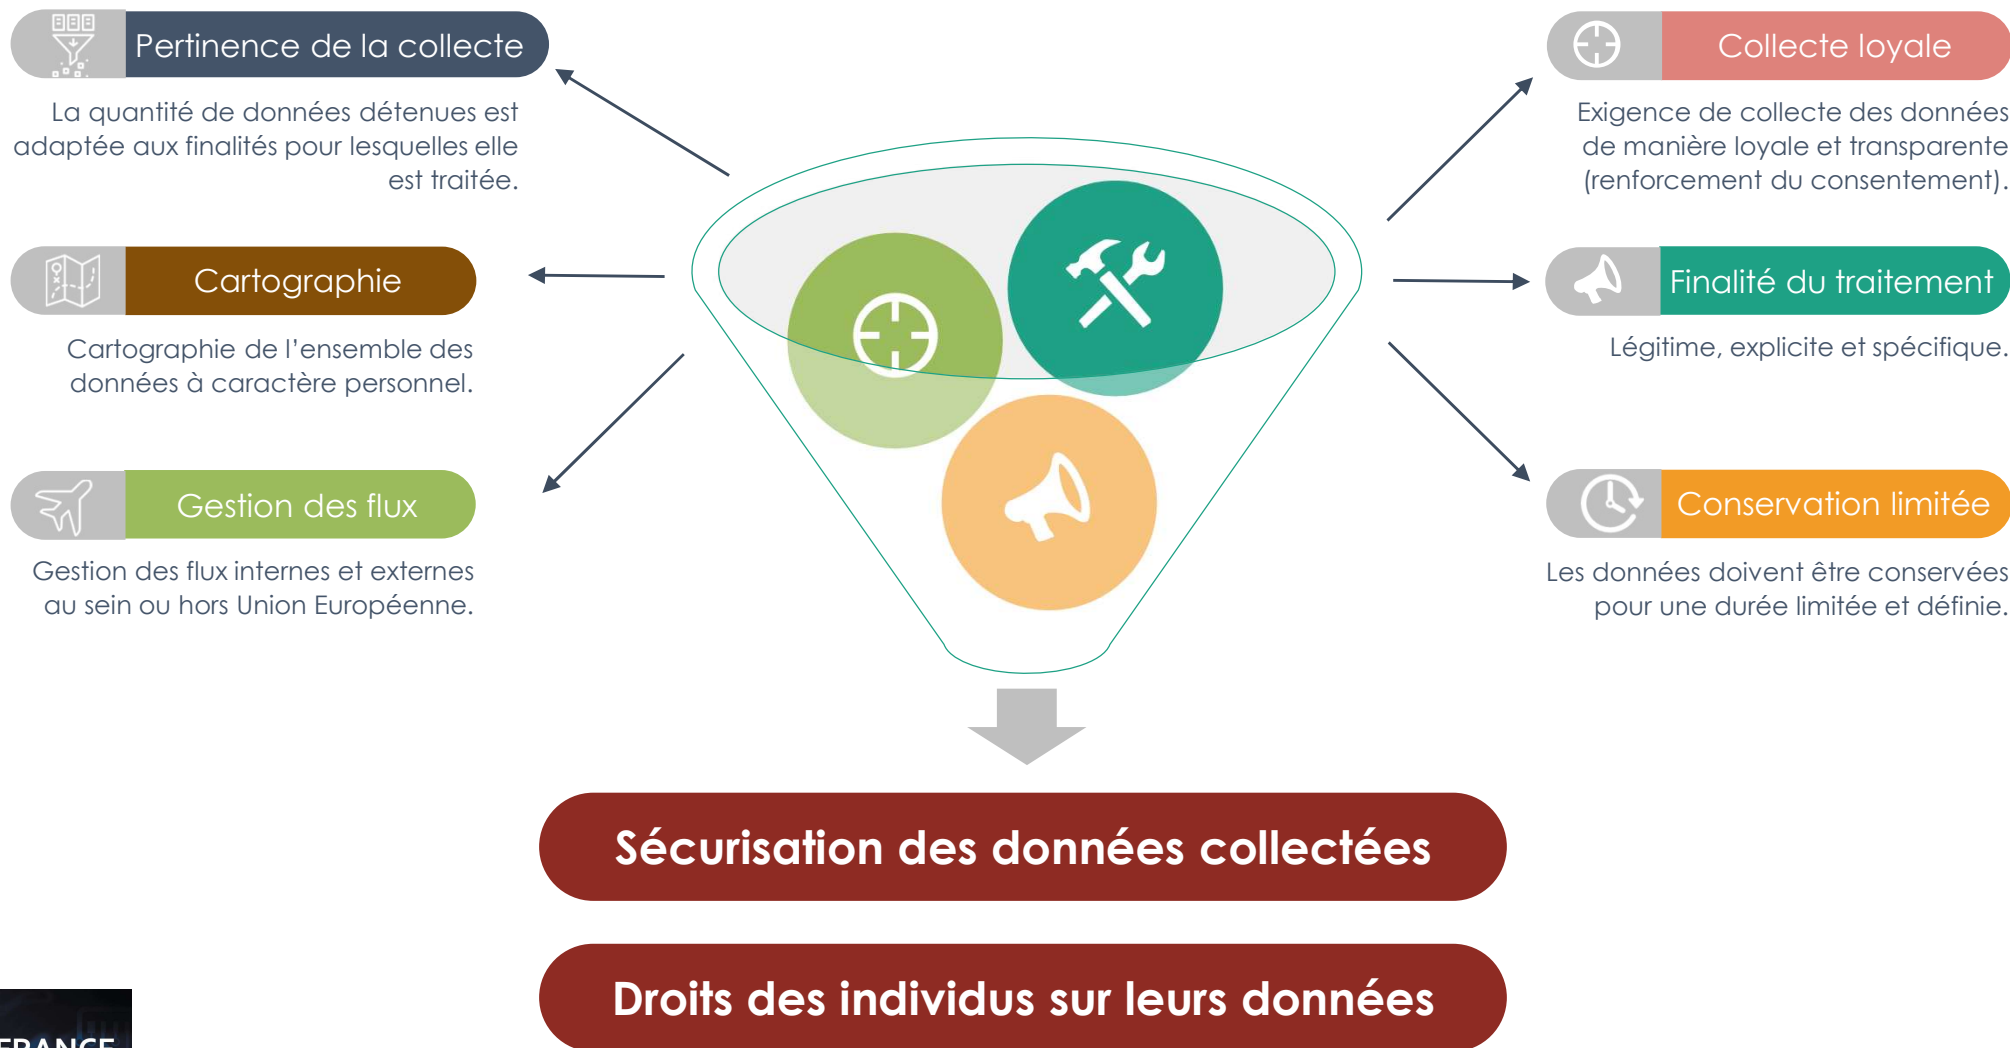 Pertinence de la collecte
La quantité de données détenues est
adaptée aux finalités pour lesquelles elle
est traitée.
Cartographie
Cartographie de l’ensemble des
données à caractère personnel.
Gestion des flux
Gestion des flux internes et externes
au sein ou hors Union Européenne.
Collecte loyale
Exigence de collecte des données
de manière loyale et transparente
(renforcement du consentement).
Finalité du traitement
Légitime, explicite et spécifique.
Conservation limitée
Les données doivent être conservées
pour une durée limitée et définie.
Sécurisation des données collectées
Droits des individus sur leurs données
FRANCE